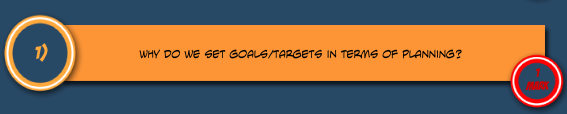 1)
WHY DO WE SET GOALS/TARGETS IN TERMS OF PLANNING?
1